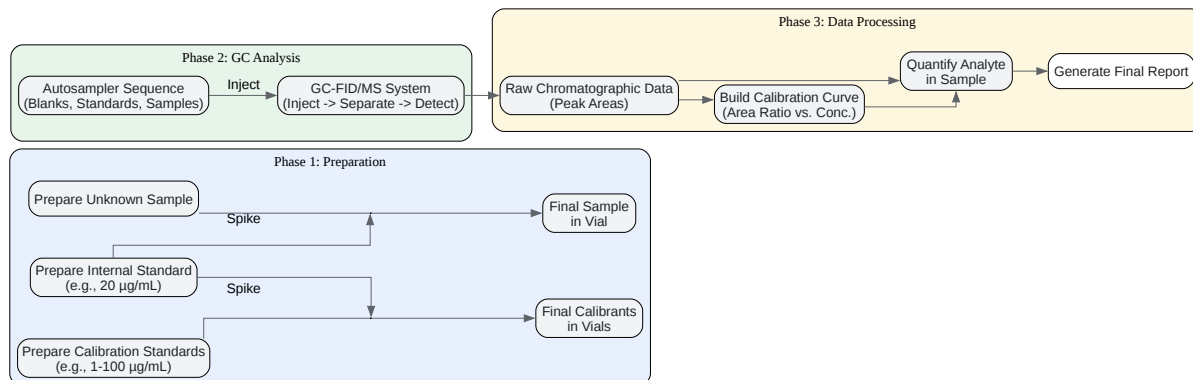 Phase 3: Data Processing
Phase 2: GC Analysis
Autosampler Sequence
(Blanks, Standards, Samples)
Inject
GC-FID/MS System
(Inject -> Separate -> Detect)
Raw Chromatographic Data
(Peak Areas)
Build Calibration Curve
(Area Ratio vs. Conc.)
Quantify Analyte
in Sample
Generate Final Report
Phase 1: Preparation
Prepare Unknown Sample
Spike
Final Sample
in Vial
Prepare Internal Standard
(e.g., 20 µg/mL)
Spike
Final Calibrants
in Vials
Prepare Calibration Standards
(e.g., 1-100 µg/mL)